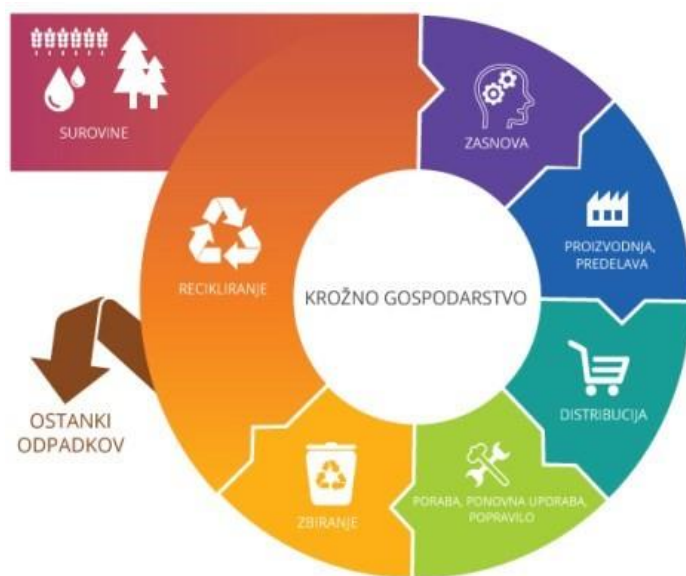 SUROVINE
ZASNOVA
PROIZVODNJA,
PREDELAVA
DISTRIBUCIJA
PORABA, PONOVNA UPORABA,
POPRAVILO
ZBIRANJE
RECIKLIRANJE
OSTANKI
ODPADKOV
KROŽNO GOSPODARSTVO